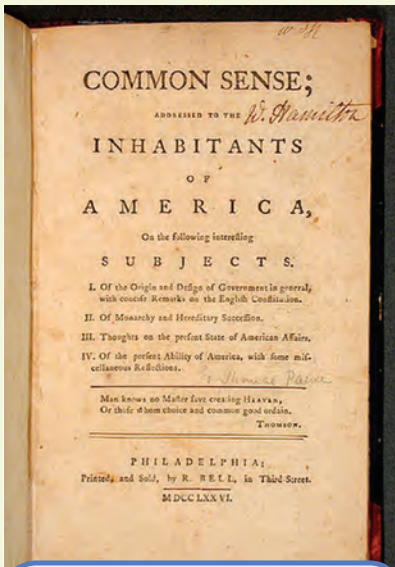 COMMON SENSE;
ADDRESSED TO THE W. Hamilton
INHABITANTS
OF
AMERICA,
On the following intereſting
SUBJECTS.
I. Of the Origin and Deſign of Government in general,
with conciſe Remarks on the Engliſh Conſtitution.
II. Of Monarchy and Hereditary Succeſſion.
III. Thoughts on the preſent State of American Affairs.
IV. Of the preſent Ability of America, with ſome miſ-
cellaneous Reflections.
Thomas Paine
Man knows no Maſter ſave creating HEAVEN,
Or thoſe whom choice and common good ordain.
THOMSON.
PHILADELPHIA;
Printed, and Sold, by R. BELL, in Third-Street.
MDCCLXXVI.